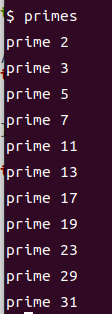 $ primes
prime 2
prime 3
prime 5
prime 7
prime 11
prime 13
prime 17
prime 19
prime 23
prime 29
prime 31